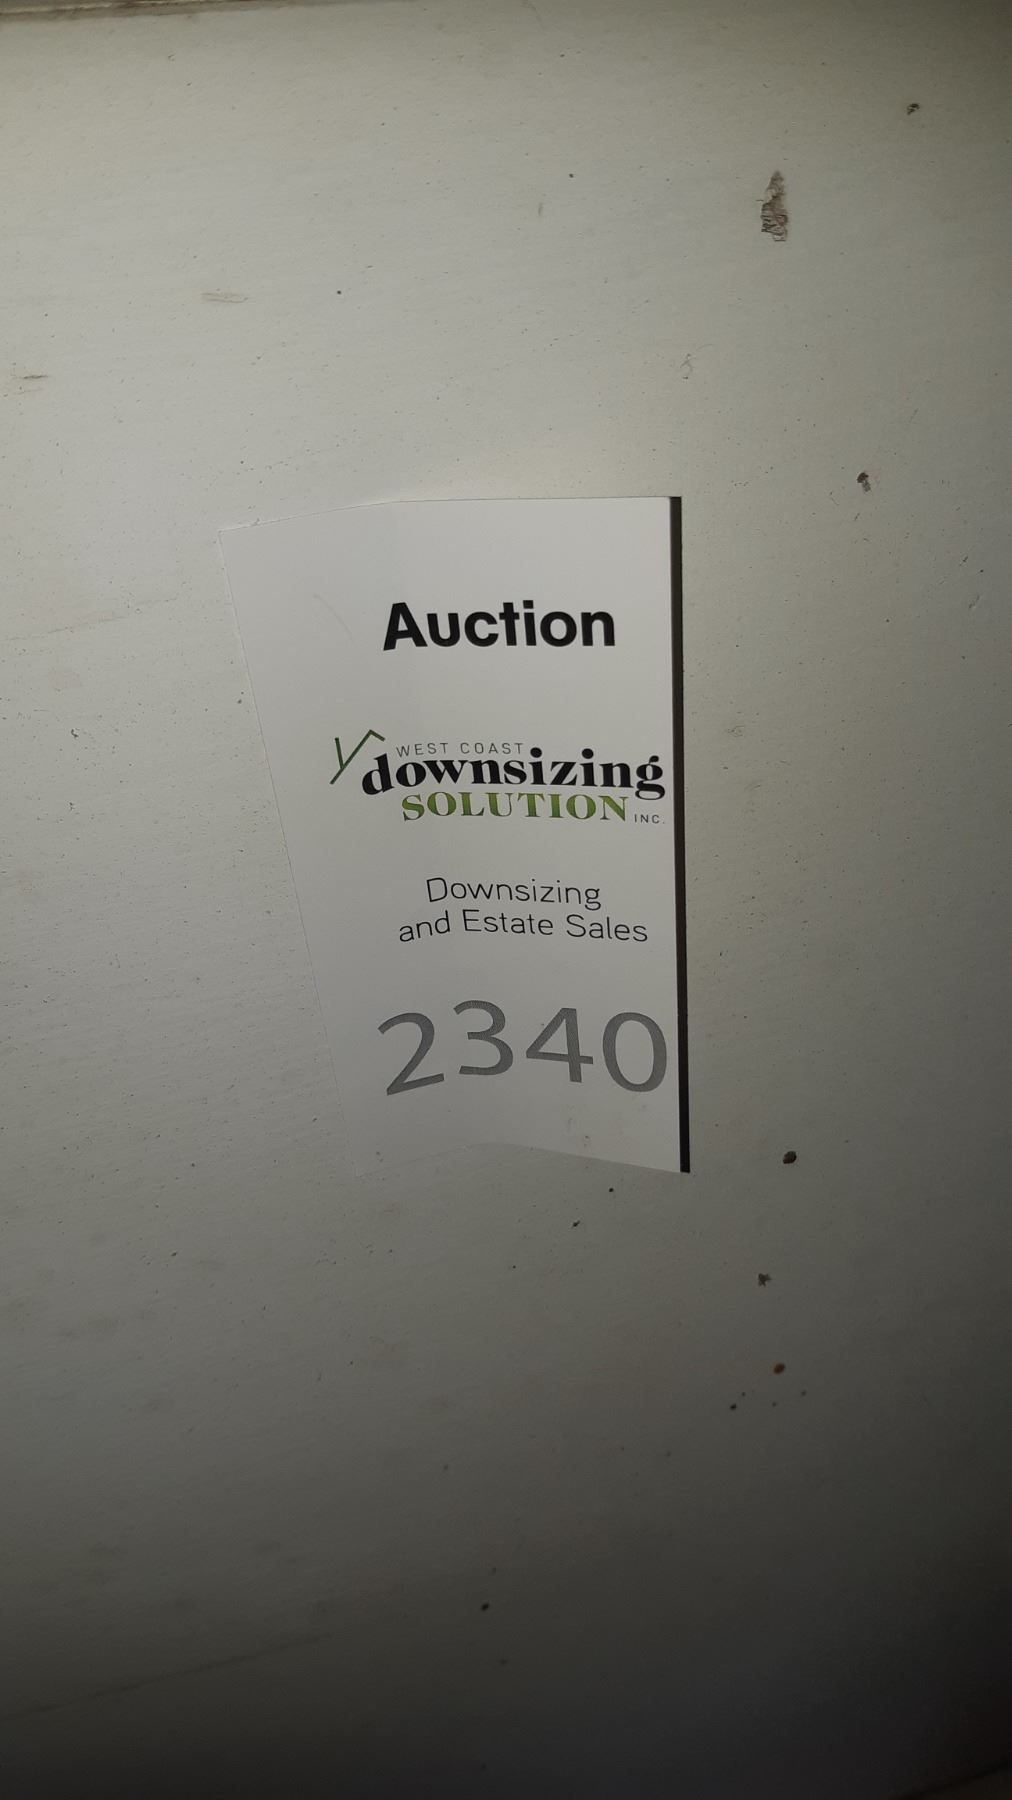 Auction
WEST COAST
downsizing
SOLUTION INC.
Downsizing
and Estate Sales
2340